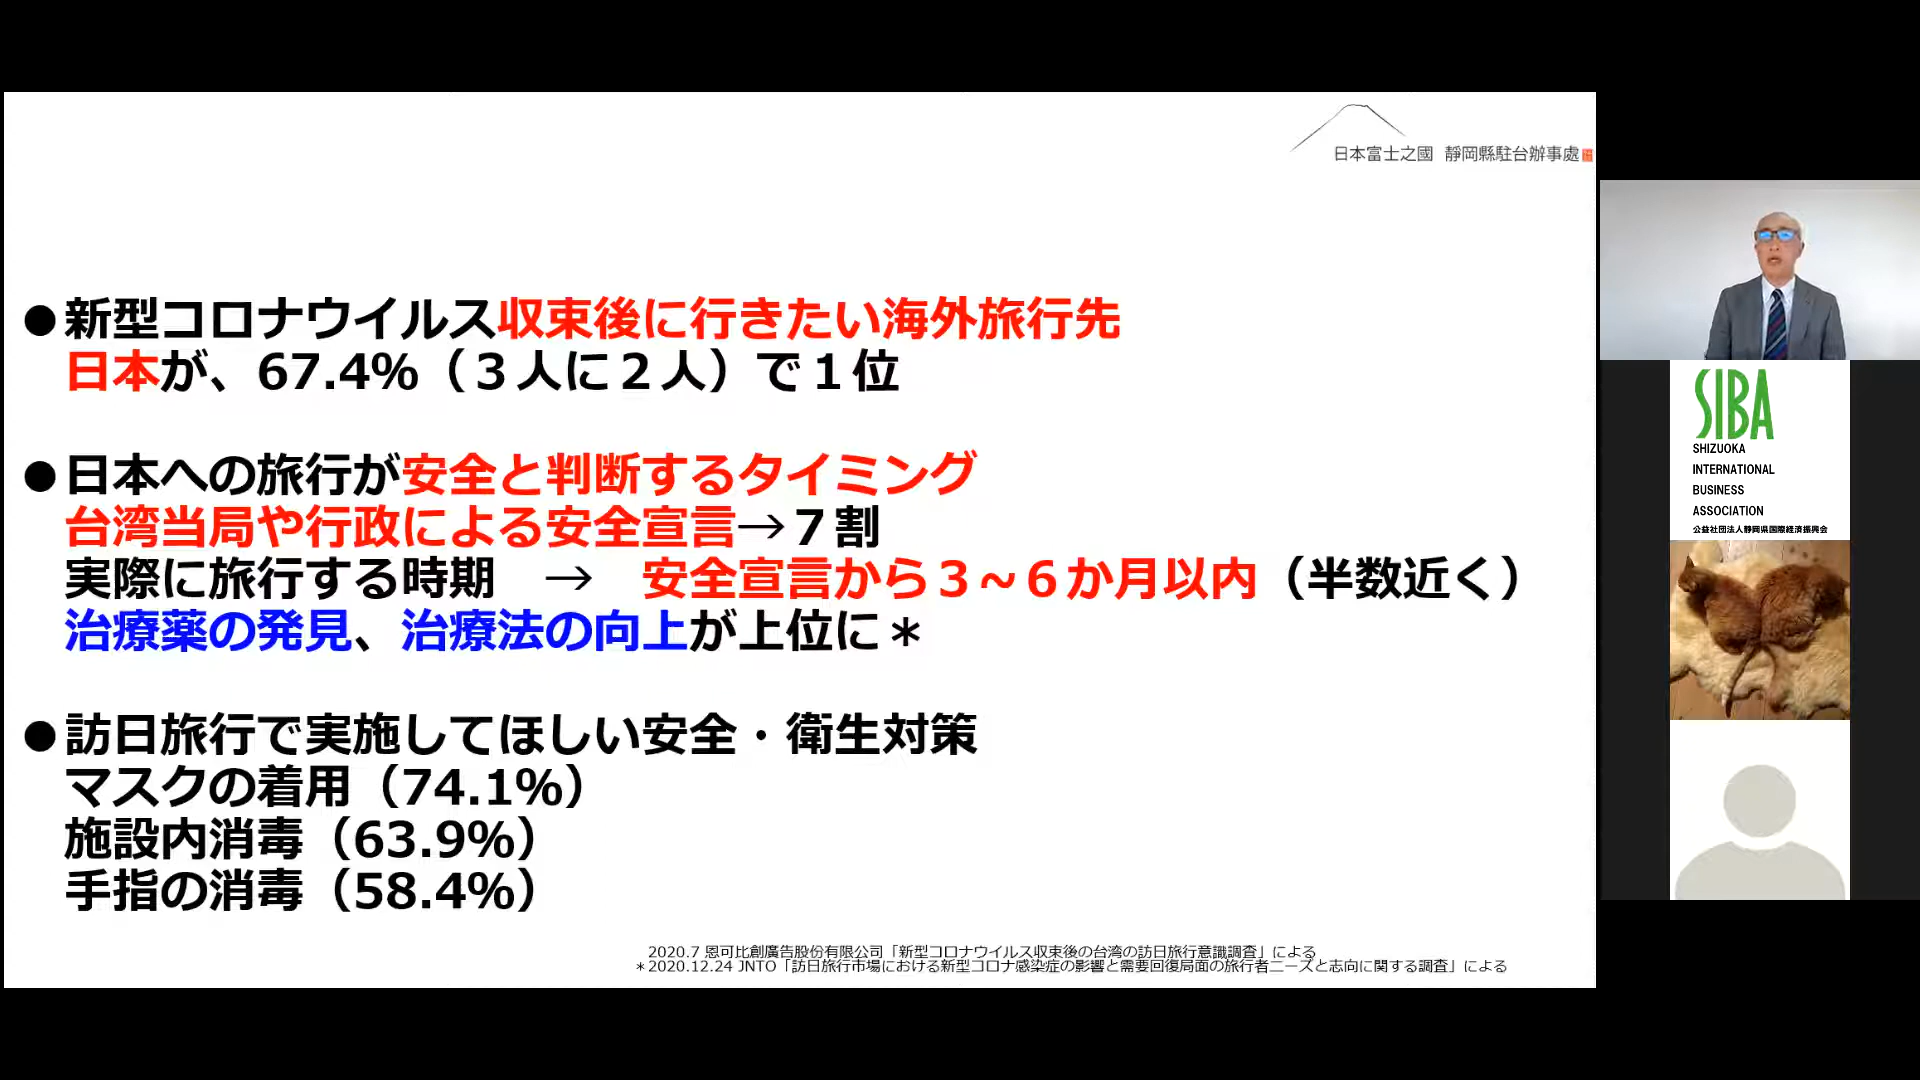 日本富士之國 靜岡縣駐台辦事處
●新型コロナウイルス収束後に行きたい海外旅行先
日本が、67.4%（３人に２人）で１位
●日本への旅行が安全と判断するタイミング
台湾当局や行政による安全宣言→７割
実際に旅行する時期　→　安全宣言から３~６か月以内（半数近く）
治療薬の発見、治療法の向上が上位に＊
●訪日旅行で実施してほしい安全・衛生対策
マスクの着用（74.1%）
施設内消毒（63.9%）
手指の消毒（58.4%）
2020.7 恩可比創廣告股份有限公司「新型コロナウイルス収束後の台湾の訪日旅行意識調査」による
＊2020.12.24 JNTO「訪日旅行市場における新型コロナ感染症の影響と需要回復局面の旅行者ニーズと志向に関する調査」による
SIBA
SHIZUOKA
INTERNATIONAL
BUSINESS
ASSOCIATION
公益社団法人静岡県国際経済振興会